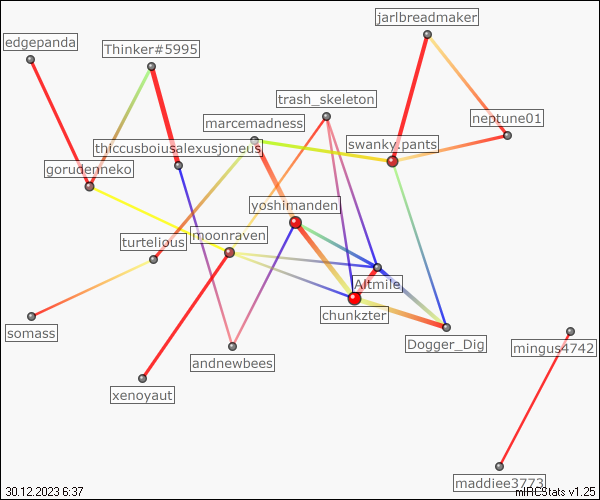 jarlbreadmaker
edgepanda
Thinker#5995
trash_skeleton
neptune01
marcemadness
swanky.pants
thiccusboiusalexusjoneus
gorudenneko
yoshimanden
moonraven
turtelious
Altmile
chunkzter
somass
Dogger_Dig
mingus4742
andnewbees
xenoyaut
maddiee3773
30.12.2023 6:37
mIRCStats v1.25